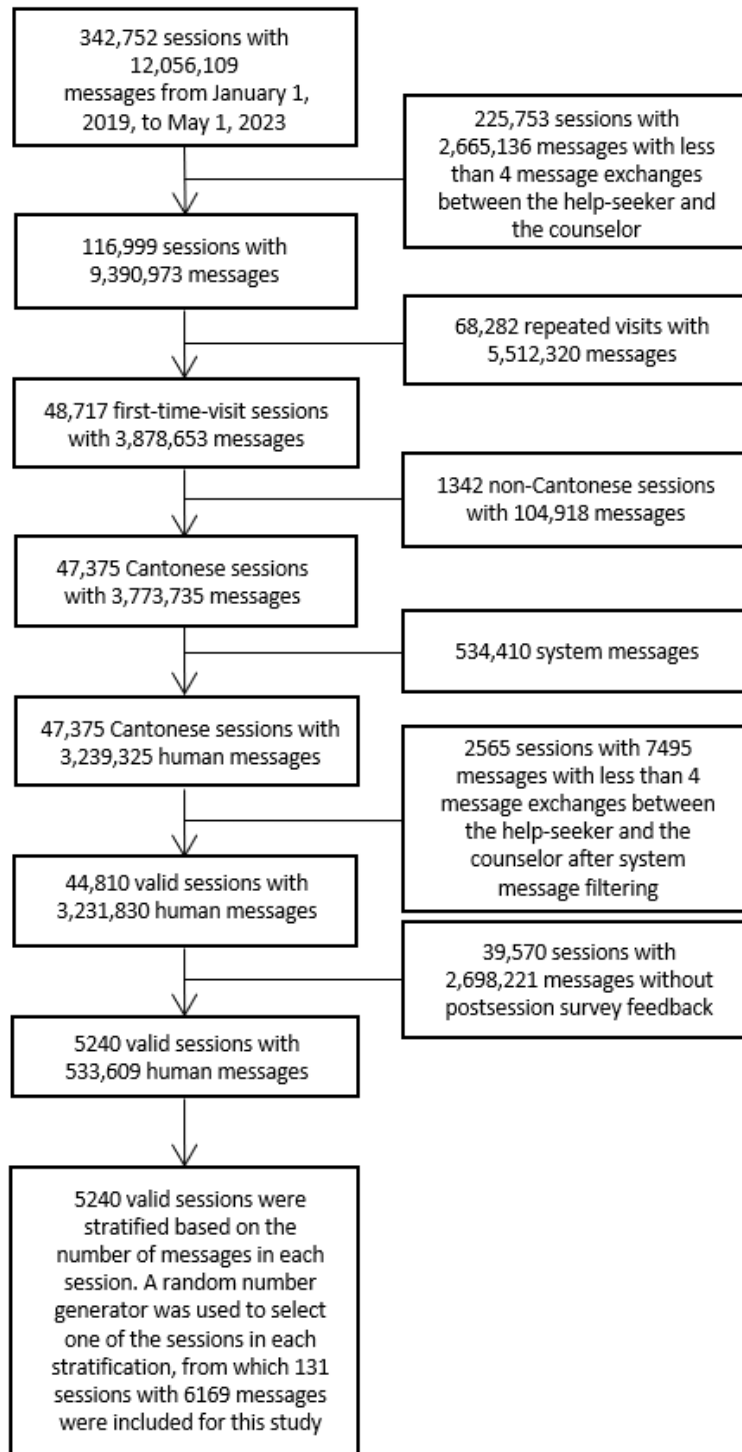 342,752 sessions with
12,056,109
messages from January 1,
2019, to May 1, 2023
225,753 sessions with
2,665,136 messages with less
than 4 message exchanges
between the help-seeker and
the counselor
116,999 sessions with
9,390,973 messages
68,282 repeated visits with
5,512,320 messages
48,717 first-time-visit sessions
with 3,878,653 messages
1342 non-Cantonese sessions
with 104,918 messages
47,375 Cantonese sessions
with 3,773,735 messages
534,410 system messages
47,375 Cantonese sessions with
3,239,325 human messages
2565 sessions with 7495
messages with less than 4
message exchanges between
the help-seeker and the
counselor after system
message filtering
44,810 valid sessions with
3,231,830 human messages
39,570 sessions with
2,698,221 messages without
postsession survey feedback
5240 valid sessions with
533,609 human messages
5240 valid sessions were
stratified based on the
number of messages in each
session. A random number
generator was used to select
one of the sessions in each
stratification, from which 131
sessions with 6169 messages
were included for this study